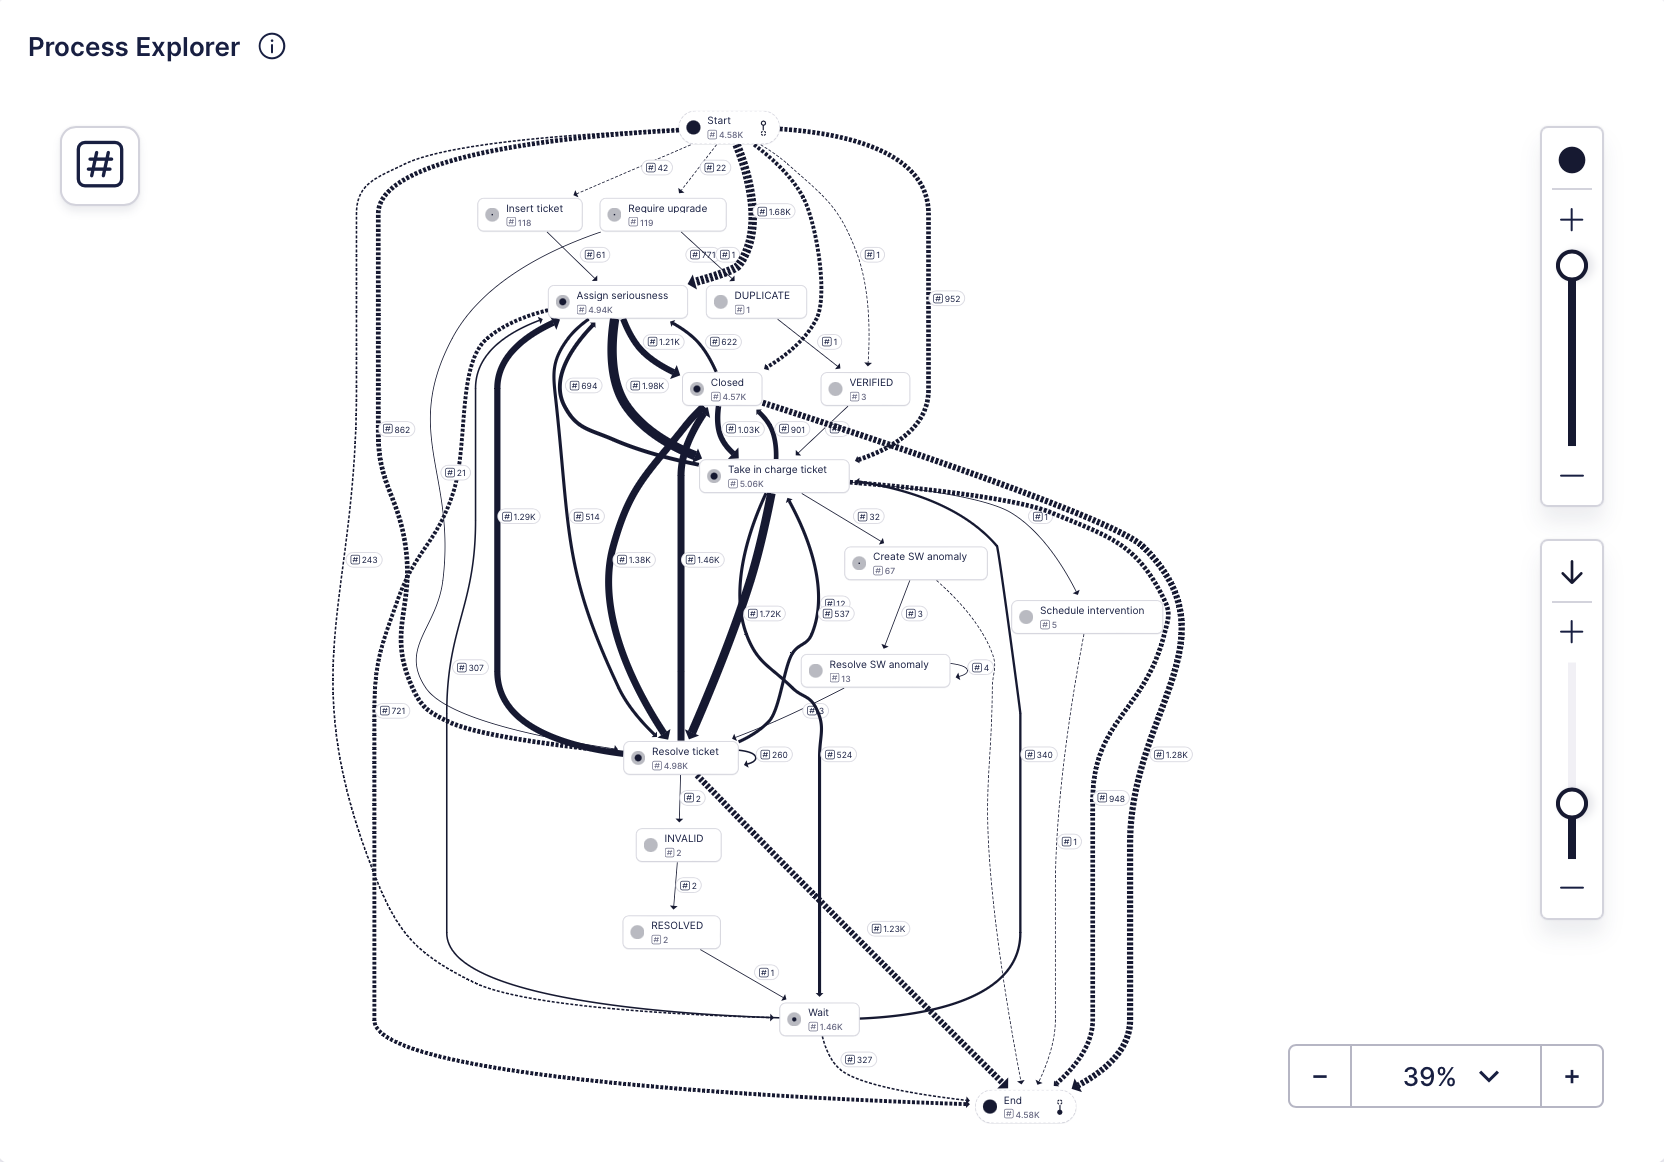 Process Explorer
Start
# 4.58K
# 42
# 22
Insert ticket
# 118
Require upgrade
# 119
# 1.68K
# 61
# 771
# 1
# 1
Assign seriousness
# 4.94K
DUPLICATE
# 1
# 952
# 1.21K
# 622
# 1
# 694
# 1.98K
Closed
# 4.57K
VERIFIED
# 3
# 862
# 1.03K
# 901
# 21
Take in charge ticket
# 5.06K
# 1.29K
# 514
# 32
# 1
# 243
# 1.38K
# 1.46K
Create SW anomaly
# 67
# 12
# 1.72K
# 537
# 3
Schedule intervention
# 5
# 307
Resolve SW anomaly
# 13
# 4
# 721
# 3
Resolve ticket
# 4.98K
# 260
# 524
# 340
# 1.28K
# 2
# 948
INVALID
# 2
# 1
# 2
RESOLVED
# 2
# 1.23K
# 1
Wait
# 1.46K
# 327
End
# 4.58K
39%